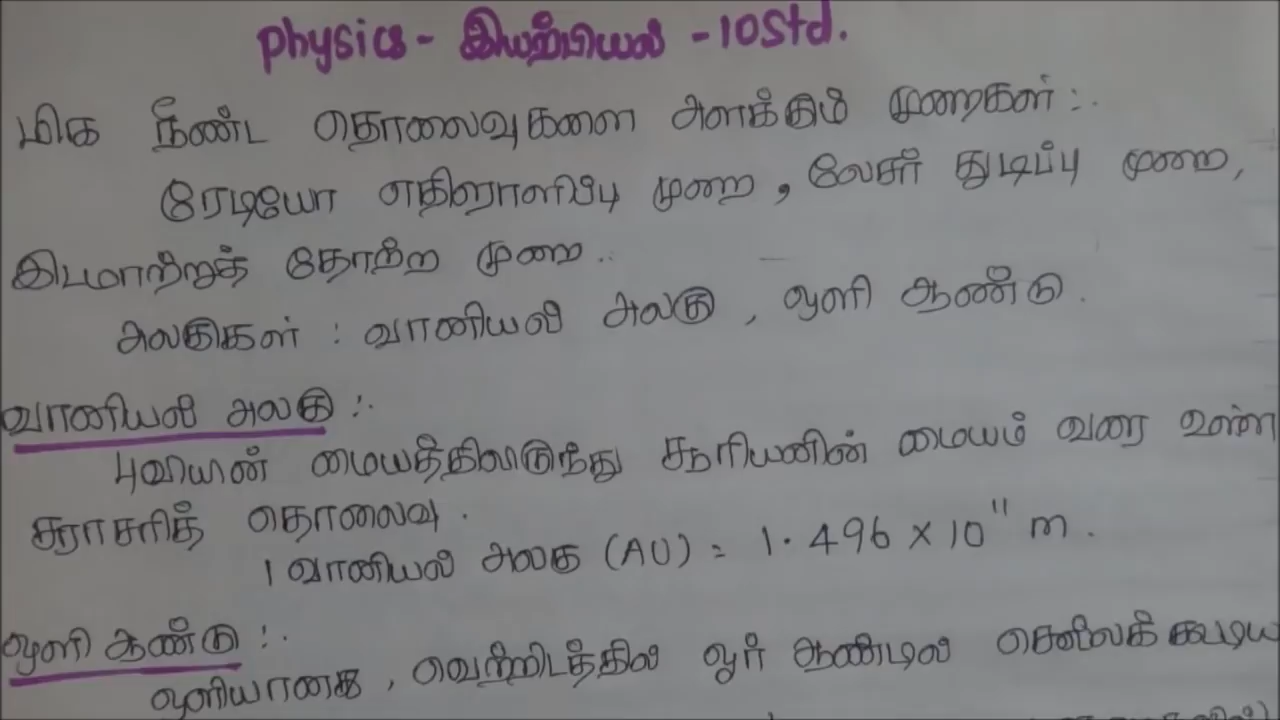 Physics - இயற்பியல் - 10Std.
மிக நீண்ட தொலைவுகளை அளக்கும் முறைகள் :.
ரேடியோ எதிரொளிப்பு முறை, லேசர் துடிப்பு முறை,
இடமாற்றுத் தோற்ற முறை..
அலகுகள் : வானியல் அலகு, ஒளி ஆண்டு.
வானியல் அலகு :.
புவியின் மையத்திலிருந்து சூரியனின் மையம் வரை உள்ள
சராசரித் தொலைவு.
1 வானியல் அலகு (AU) = 1.496 x 10¹¹ m.
ஒளி ஆண்டு :.
ஒளியானது, வெற்றிடத்தில் ஓர் ஆண்டில் செல்லக்கூடிய